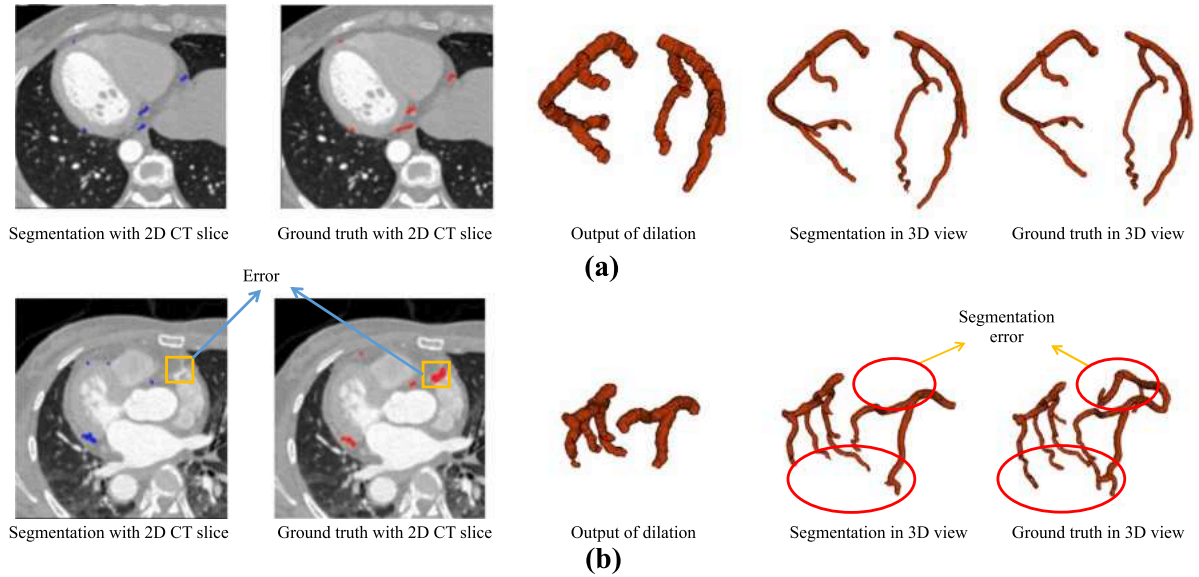 Segmentation with 2D CT slice
Ground truth with 2D CT slice
Output of dilation
Segmentation in 3D view
Ground truth in 3D view
(a)
Error
Segmentation
error
Segmentation with 2D CT slice
Ground truth with 2D CT slice
Output of dilation
Segmentation in 3D view
Ground truth in 3D view
(b)